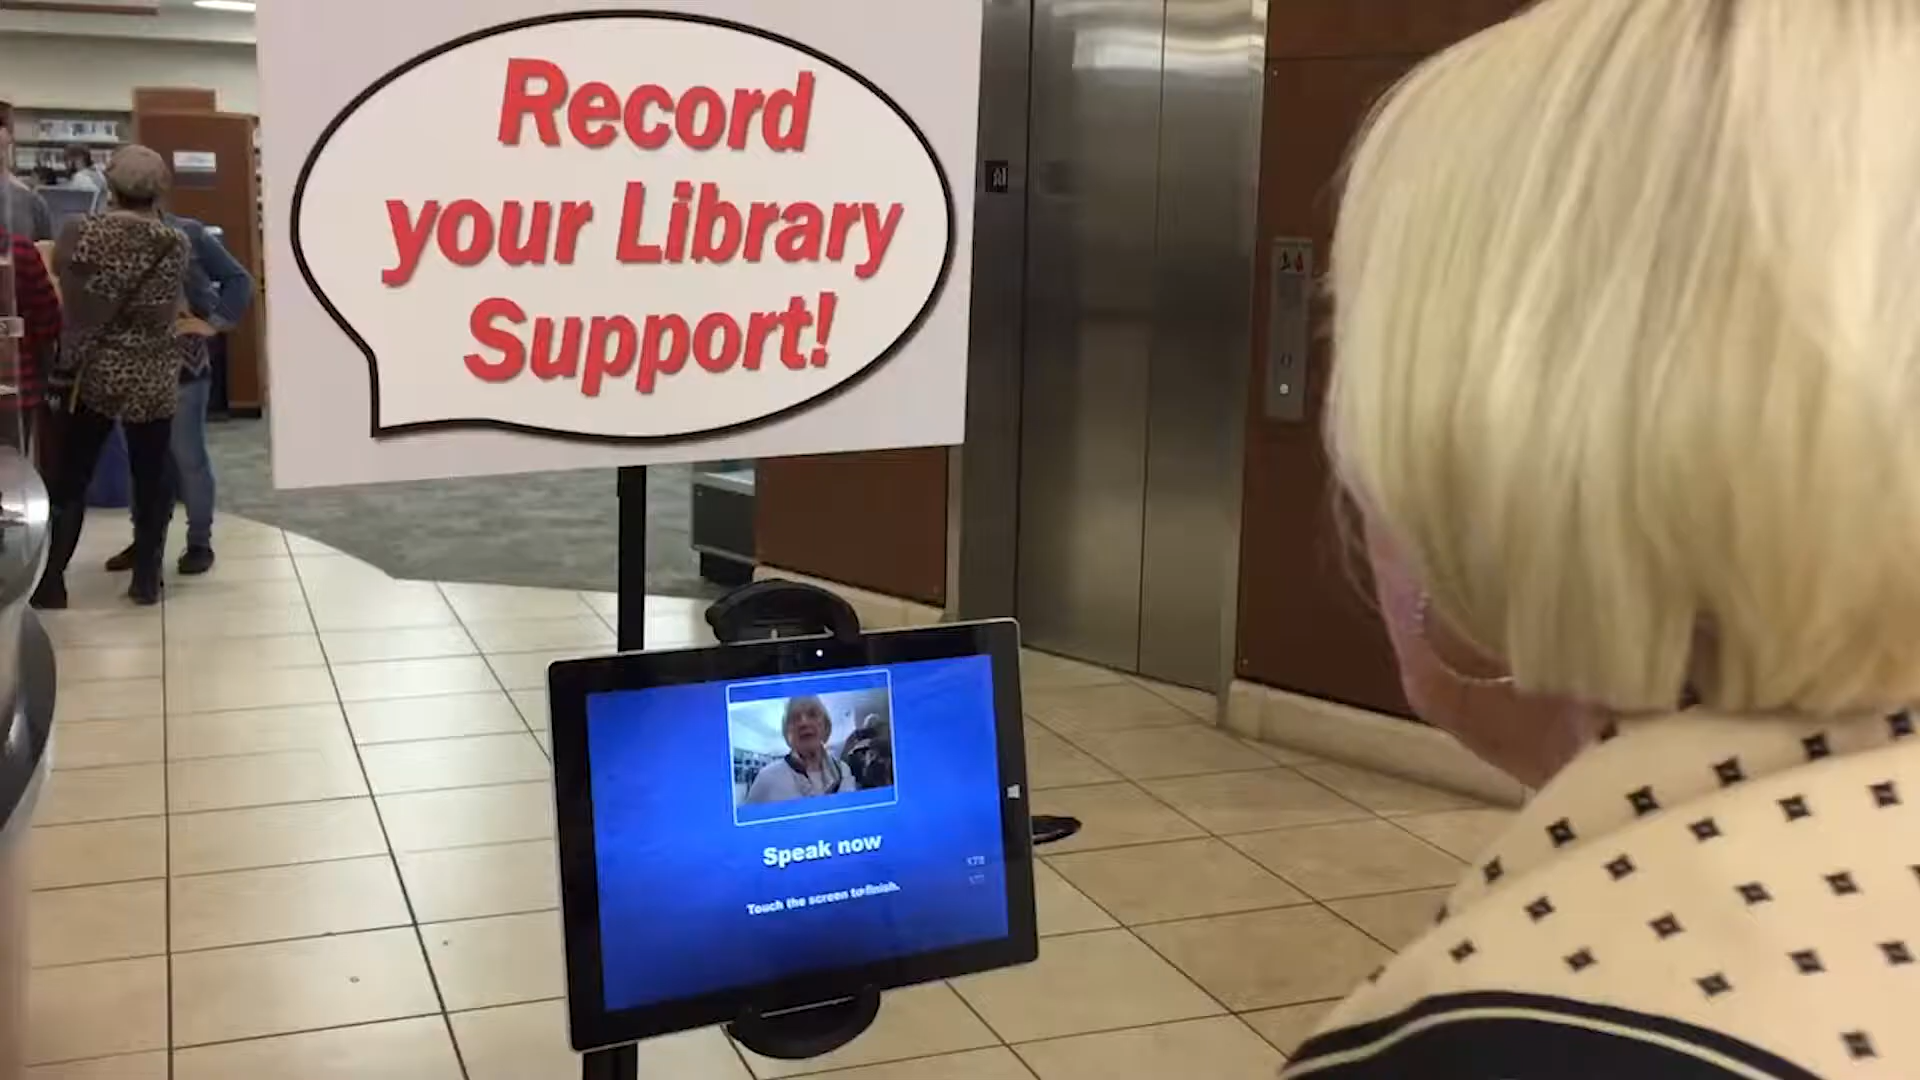 Record
your Library
Support!
Speak now
Touch the screen to finish.